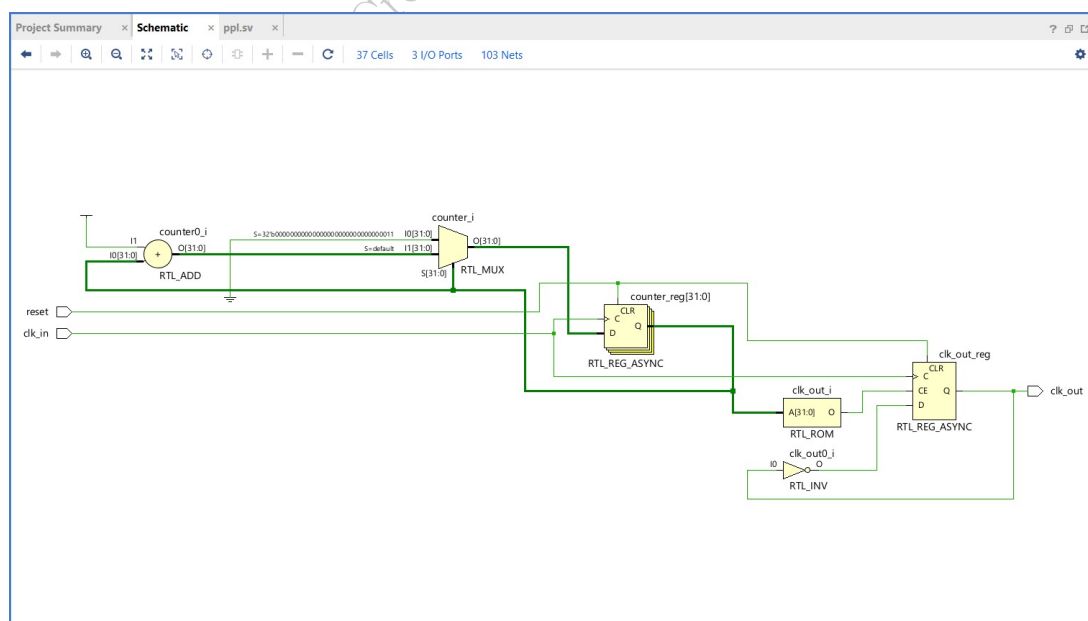 Project Summary × Schematic × ppl.sv ×
?
37 Cells 3 I/O Ports 103 Nets
counter_i
counter0_i
I1
O[31:0]
I0[31:0]
+
RTL_ADD
S=32'b00000000000000000000000000000011 I0[31:0]
S=default I1[31:0]
O[31:0]
S[31:0]
RTL_MUX
reset
clk_in
counter_reg[31:0]
CLR
C
Q
D
RTL_REG_ASYNC
clk_out_i
A[31:0] O
RTL_ROM
clk_out0_i
I0 O
RTL_INV
clk_out_reg
CLR
C
CE Q
D
RTL_REG_ASYNC
clk_out